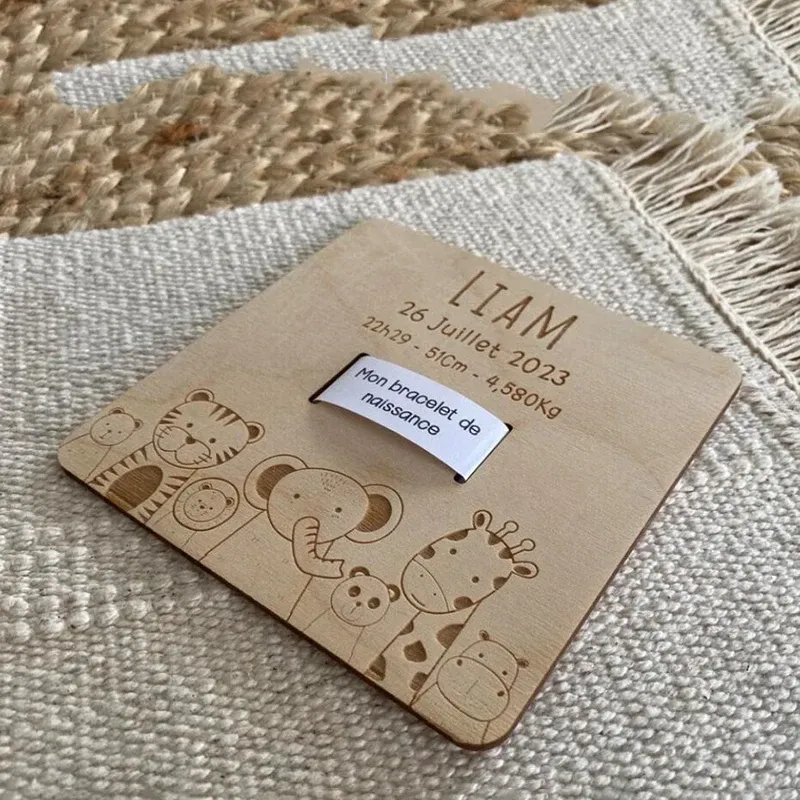 LIAM
26 Juillet 2023
22h29 - 51Cm - 4,580Kg
Mon bracelet de
naissance